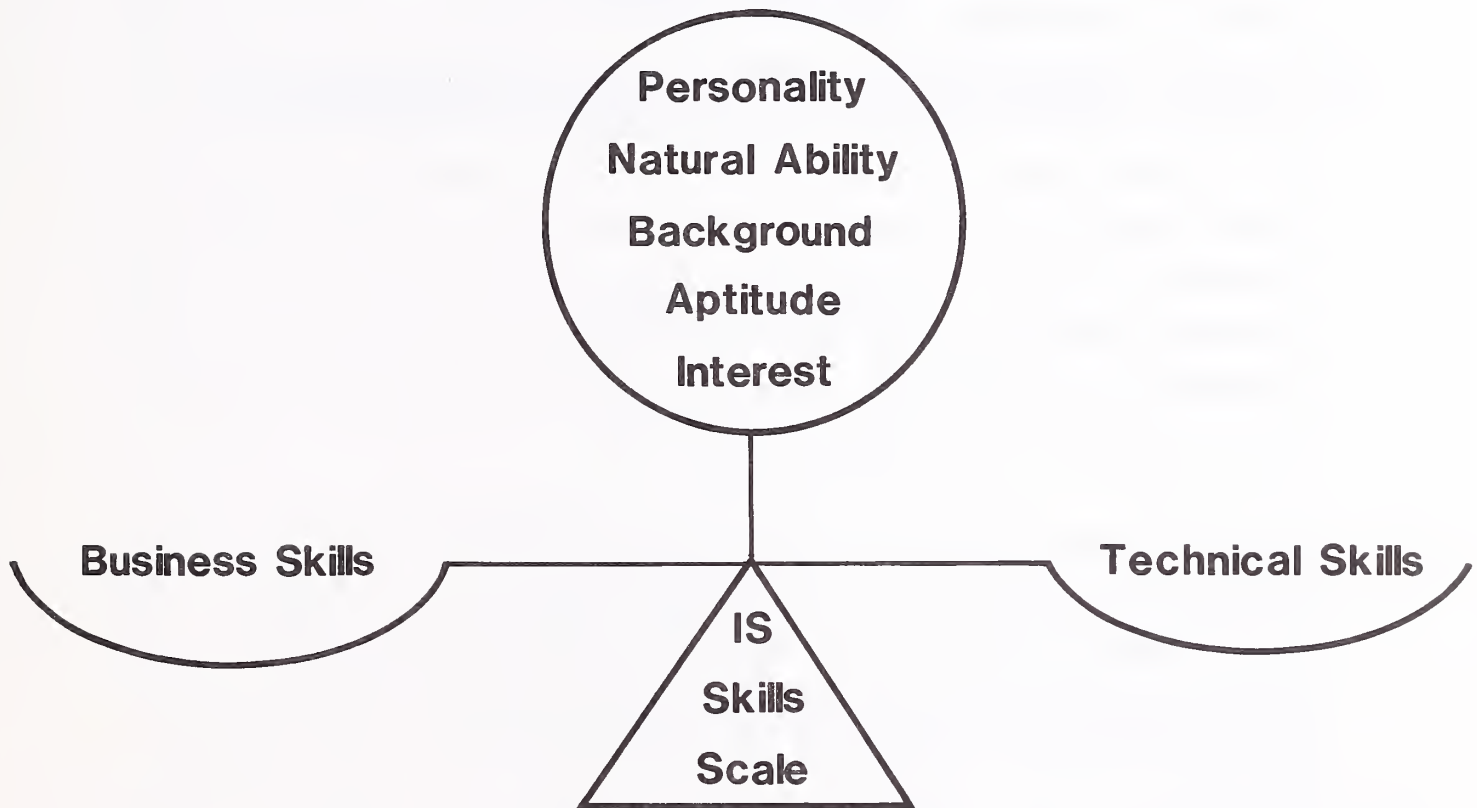 Personality
Natural Ability
Background
Aptitude
Interest
Business Skills
Technical Skills
IS
Skills
Scale